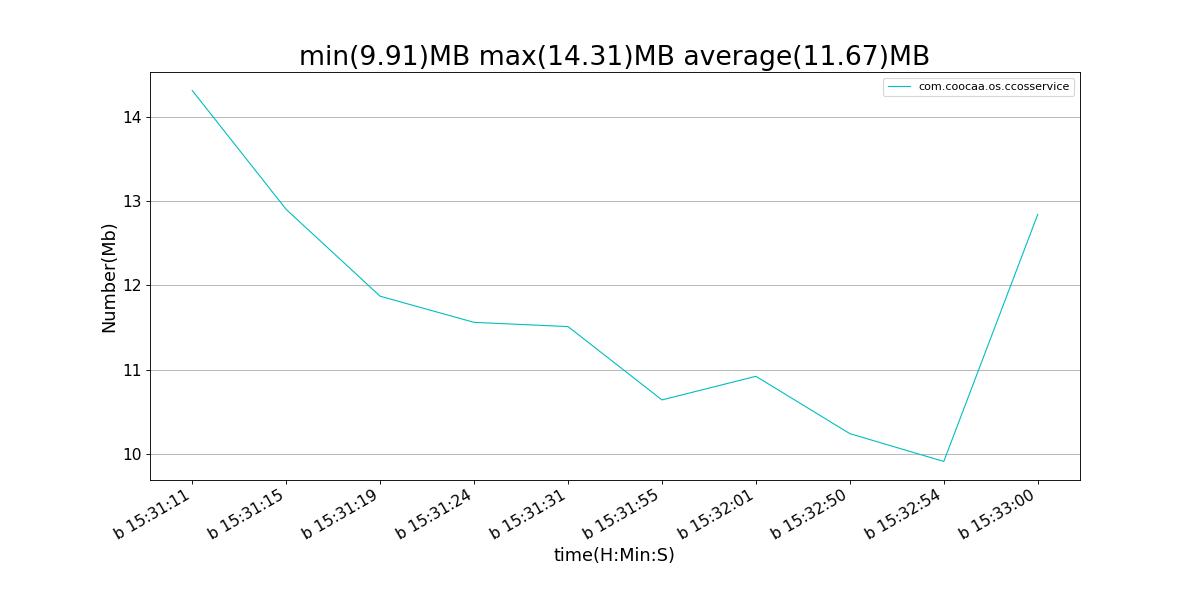 min(9.91)MB max(14.31)MB average(11.67)MB
com.coocaa.os.ccosservice
14
13
12
11
10
Number(Mb)
b 15:31:11
b 15:31:15
b 15:31:19
b 15:31:24
b 15:31:31
b 15:31:55
b 15:32:01
b 15:32:50
b 15:32:54
b 15:33:00
time(H:Min:S)